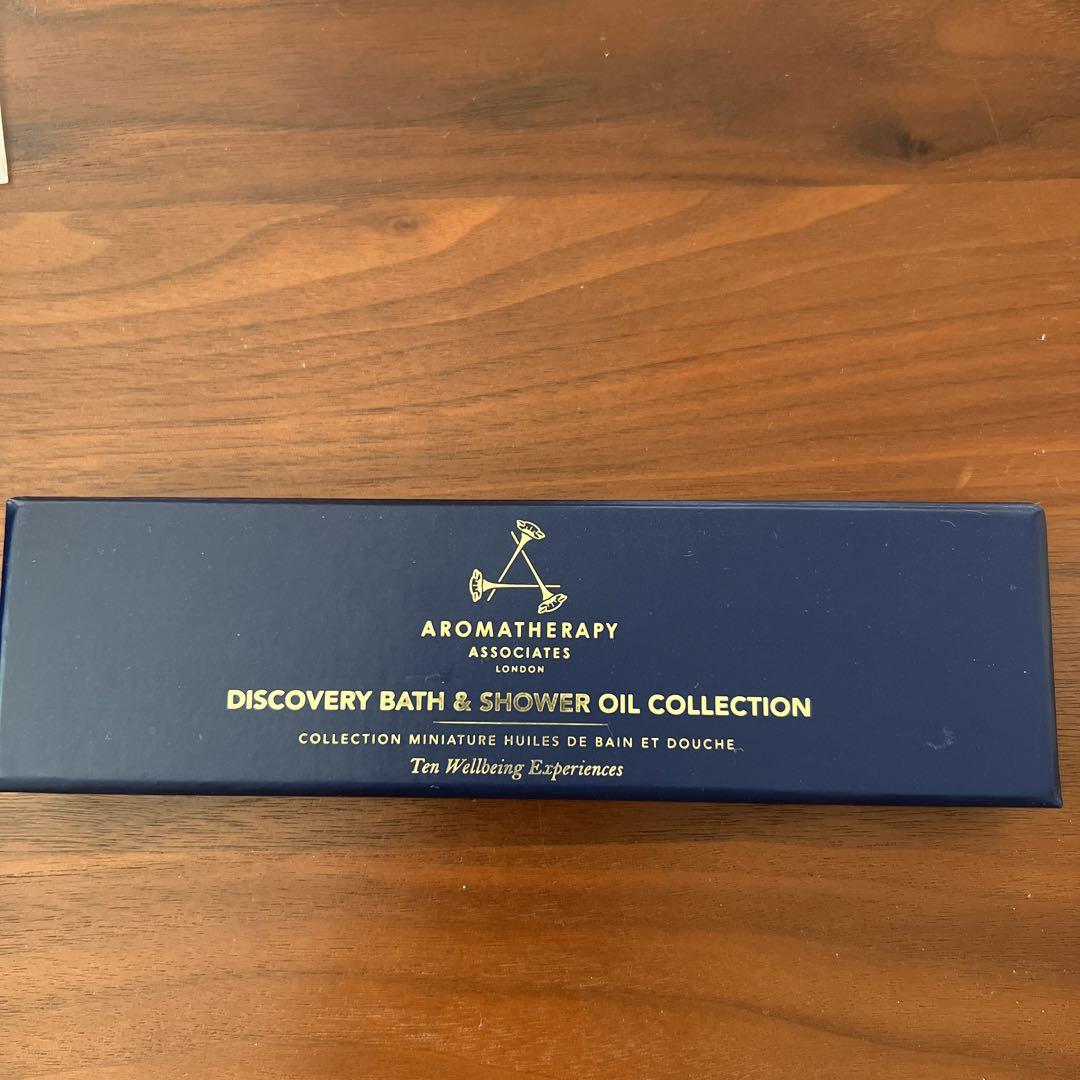 AROMATHERAPY
ASSOCIATES
LONDON
DISCOVERY BATH & SHOWER OIL COLLECTION
COLLECTION MINIATURE HUILES DE BAIN ET DOUCHE
Ten Wellbeing Experiences